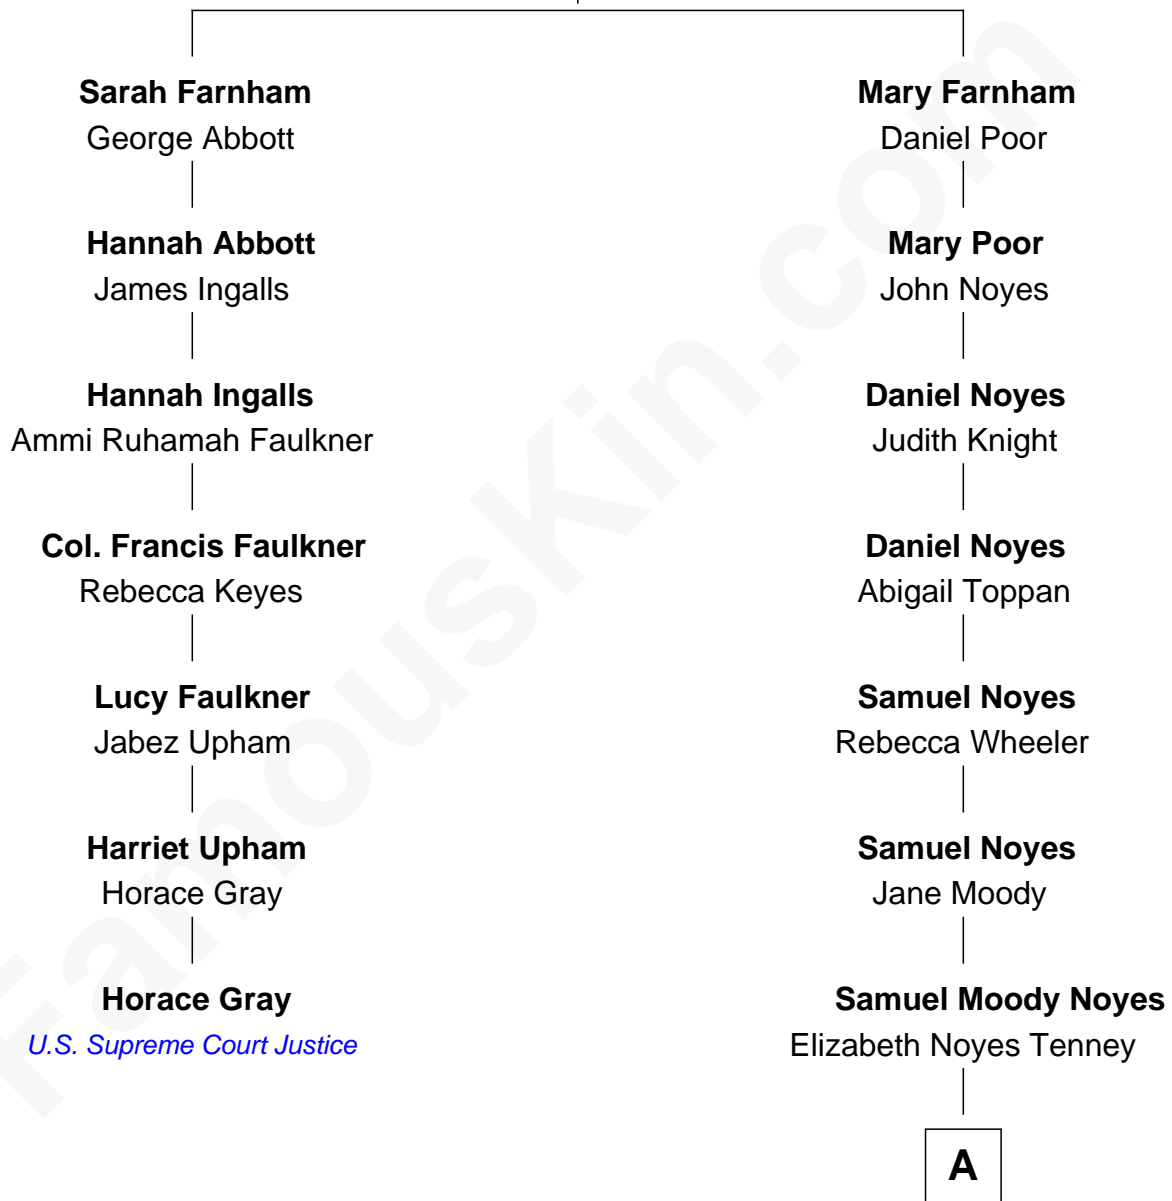 Sarah Farnham
George Abbott
Hannah Abbott
James Ingalls
Hannah Ingalls
Ammi Ruhamah Faulkner
Col. Francis Faulkner
Rebecca Keyes
Lucy Faulkner
Jabez Upham
Harriet Upham
Horace Gray
Horace Gray
U.S. Supreme Court Justice
Mary Farnham
Daniel Poor
Mary Poor
John Noyes
Daniel Noyes
Judith Knight
Daniel Noyes
Abigail Toppan
Samuel Noyes
Rebecca Wheeler
Samuel Noyes
Jane Moody
Samuel Moody Noyes
Elizabeth Noyes Tenney
A
FamousKin.com